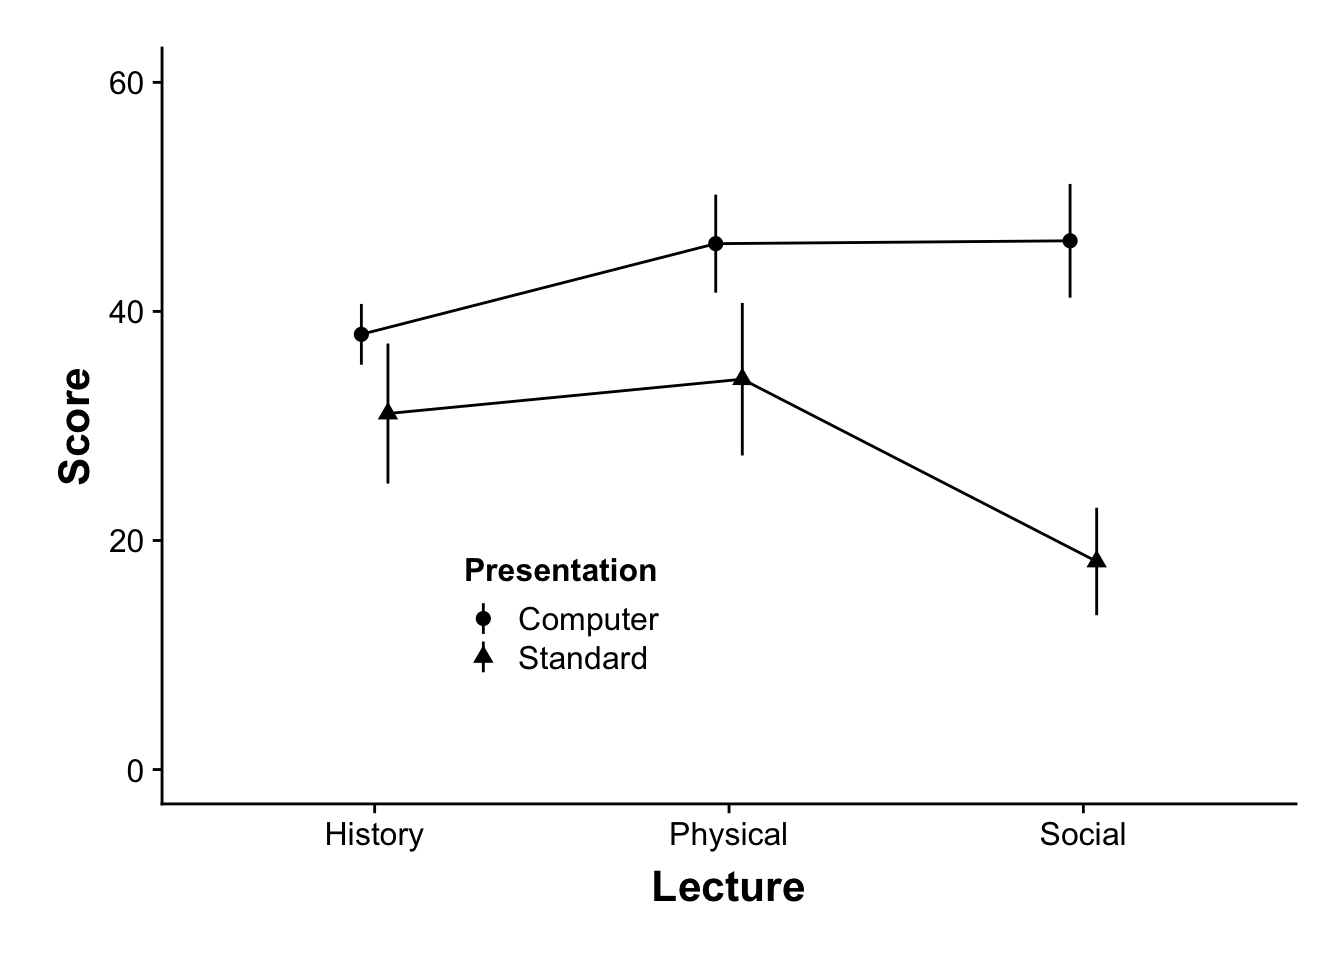 60
40
20
0
Score
Presentation
Computer
Standard
History Physical Social
Lecture